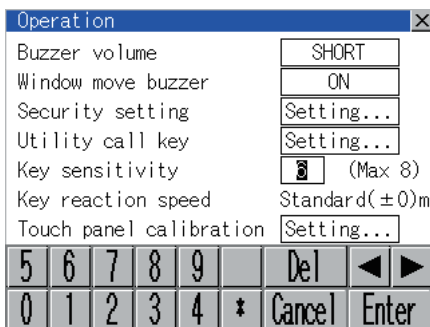 Operation ×
Buzzer volume SHORT
Window move buzzer ON
Security setting Setting...
Utility call key Setting...
Key sensitivity (Max 8)
Key reaction speed Standard(±0)m
Touch panel calibration Setting...
5 6 7 8 9 Del ◀ ▶
0 1 2 3 4 * Cancel Enter